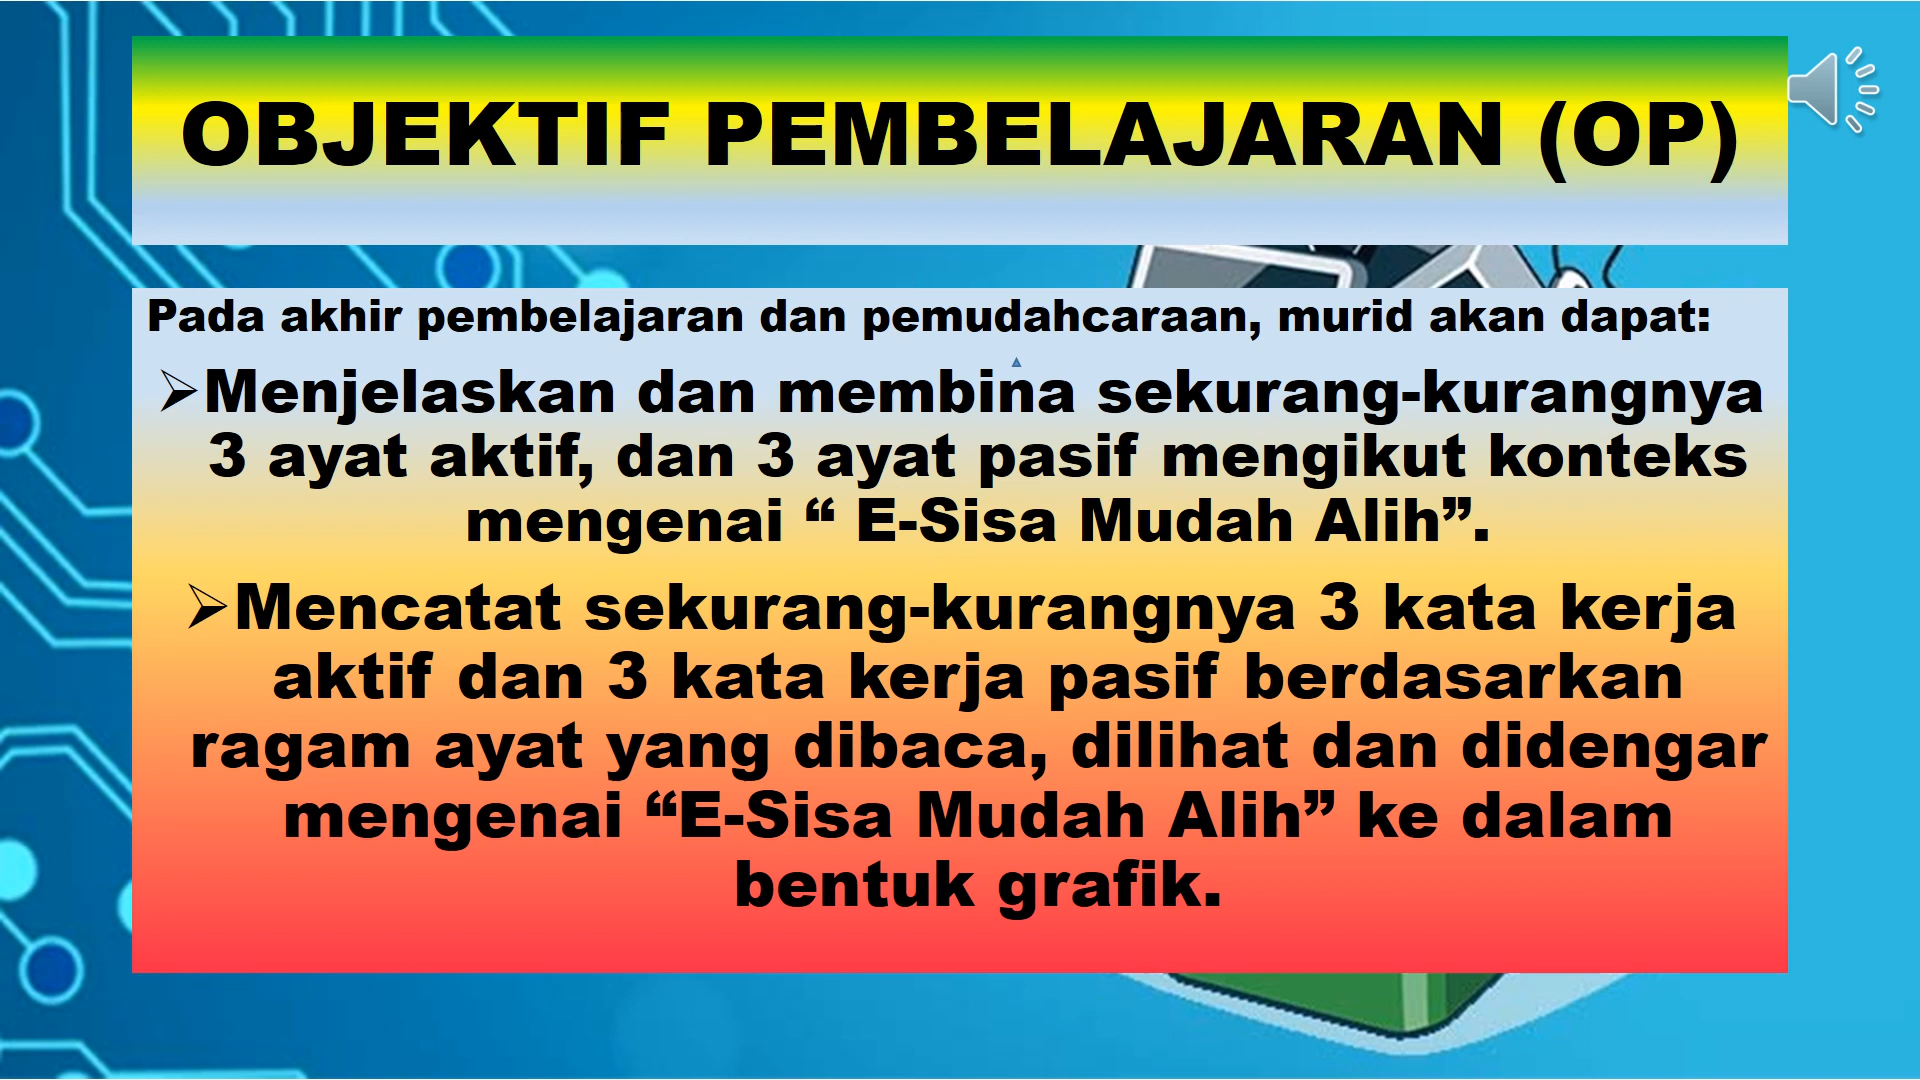 OBJEKTIF PEMBELAJARAN (OP)
Pada akhir pembelajaran dan pemudahcaraan, murid akan dapat:
➢Menjelaskan dan membina sekurang-kurangnya
3 ayat aktif, dan 3 ayat pasif mengikut konteks
mengenai “ E-Sisa Mudah Alih”.
➢Mencatat sekurang-kurangnya 3 kata kerja
aktif dan 3 kata kerja pasif berdasarkan
ragam ayat yang dibaca, dilihat dan didengar
mengenai “E-Sisa Mudah Alih” ke dalam
bentuk grafik.